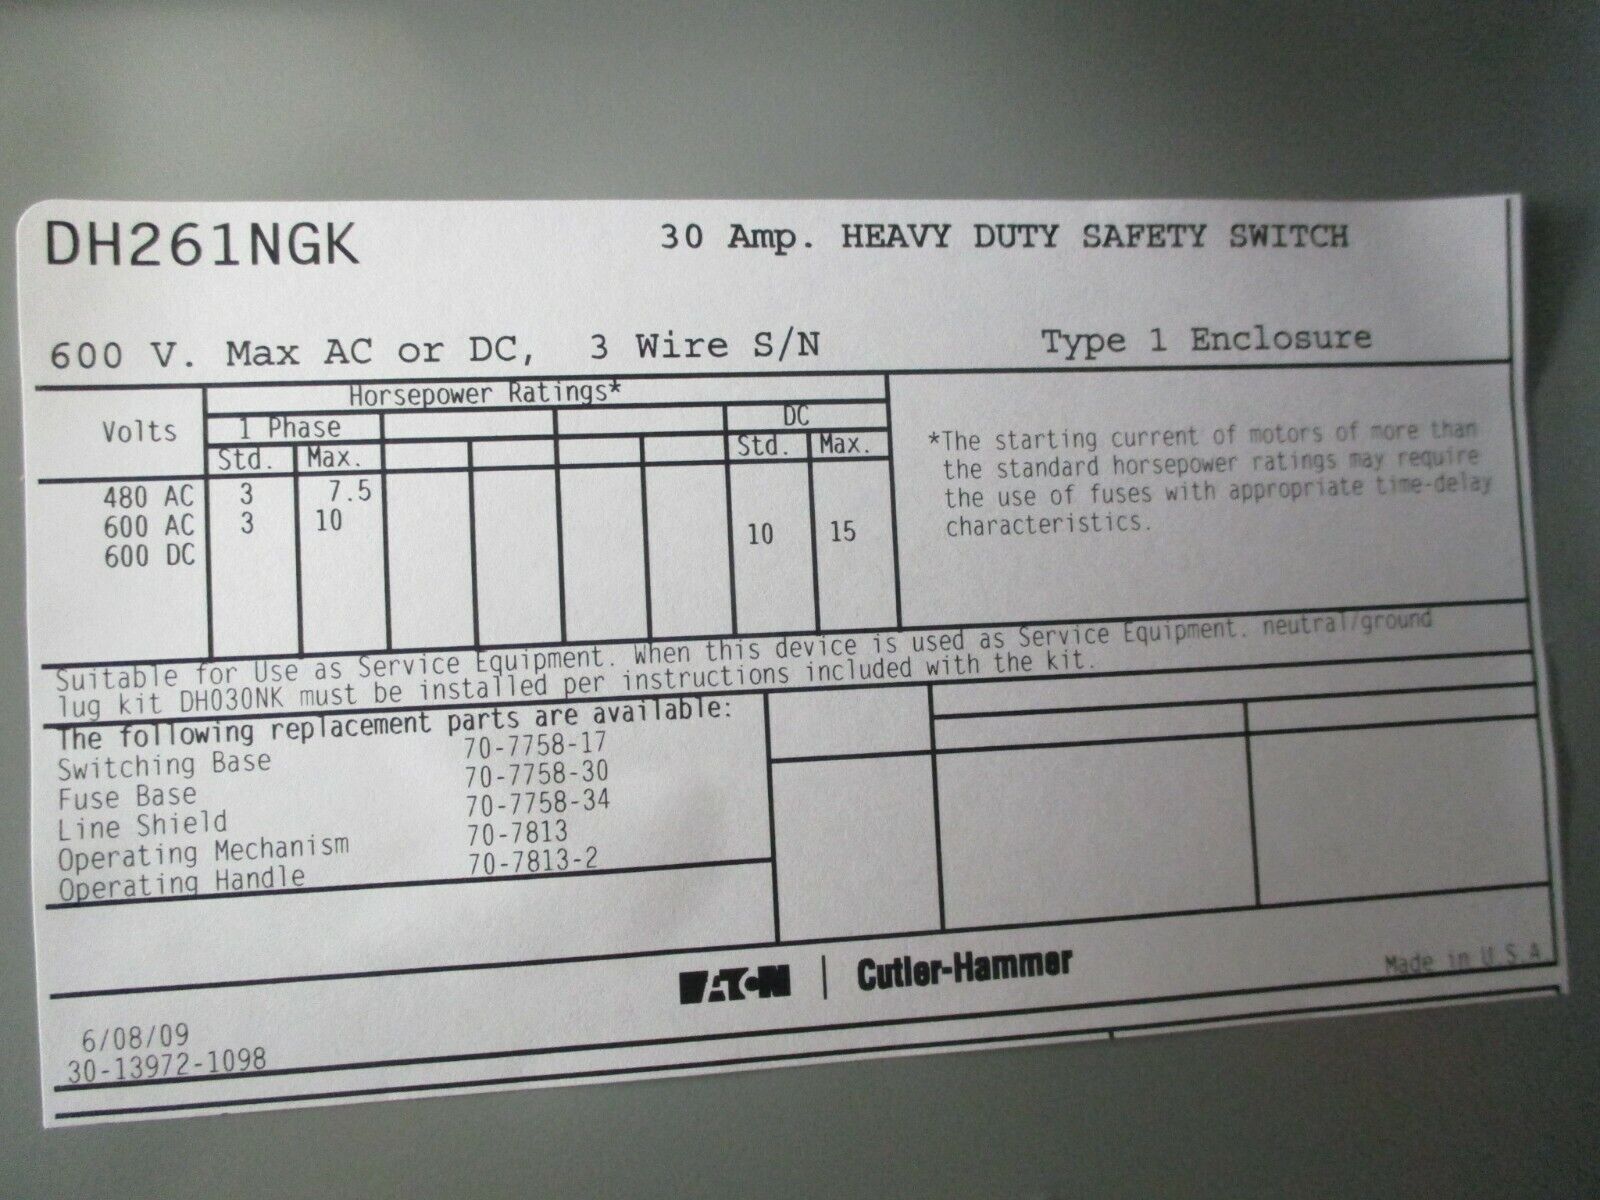 DH261NGK 30 Amp. HEAVY DUTY SAFETY SWITCH
600 V. Max AC or DC, 3 Wire S/N Type 1 Enclosure
Horsepower Ratings*
Volts 1 Phase DC
Std. Max. Std. Max.
480 AC 3 7.5
600 AC 3 10
600 DC 10 15
*The starting current of motors of more than
the standard horsepower ratings may require
the use of fuses with appropriate time-delay
characteristics.
Suitable for Use as Service Equipment. When this device is used as Service Equipment. neutral/ground
lug kit DH030NK must be installed per instructions included with the kit.
The following replacement parts are available:
Switching Base 70-7758-17
Fuse Base 70-7758-30
Line Shield 70-7758-34
Operating Mechanism 70-7813
Operating Handle 70-7813-2
EATON | Cutler-Hammer
Made in U.S.A
6/08/09
30-13972-1098